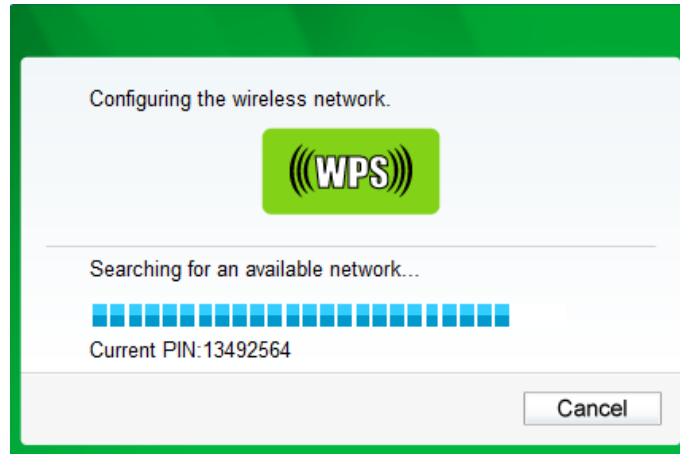 Configuring the wireless network.
WPS
Searching for an available network...
Current PIN:13492564
Cancel